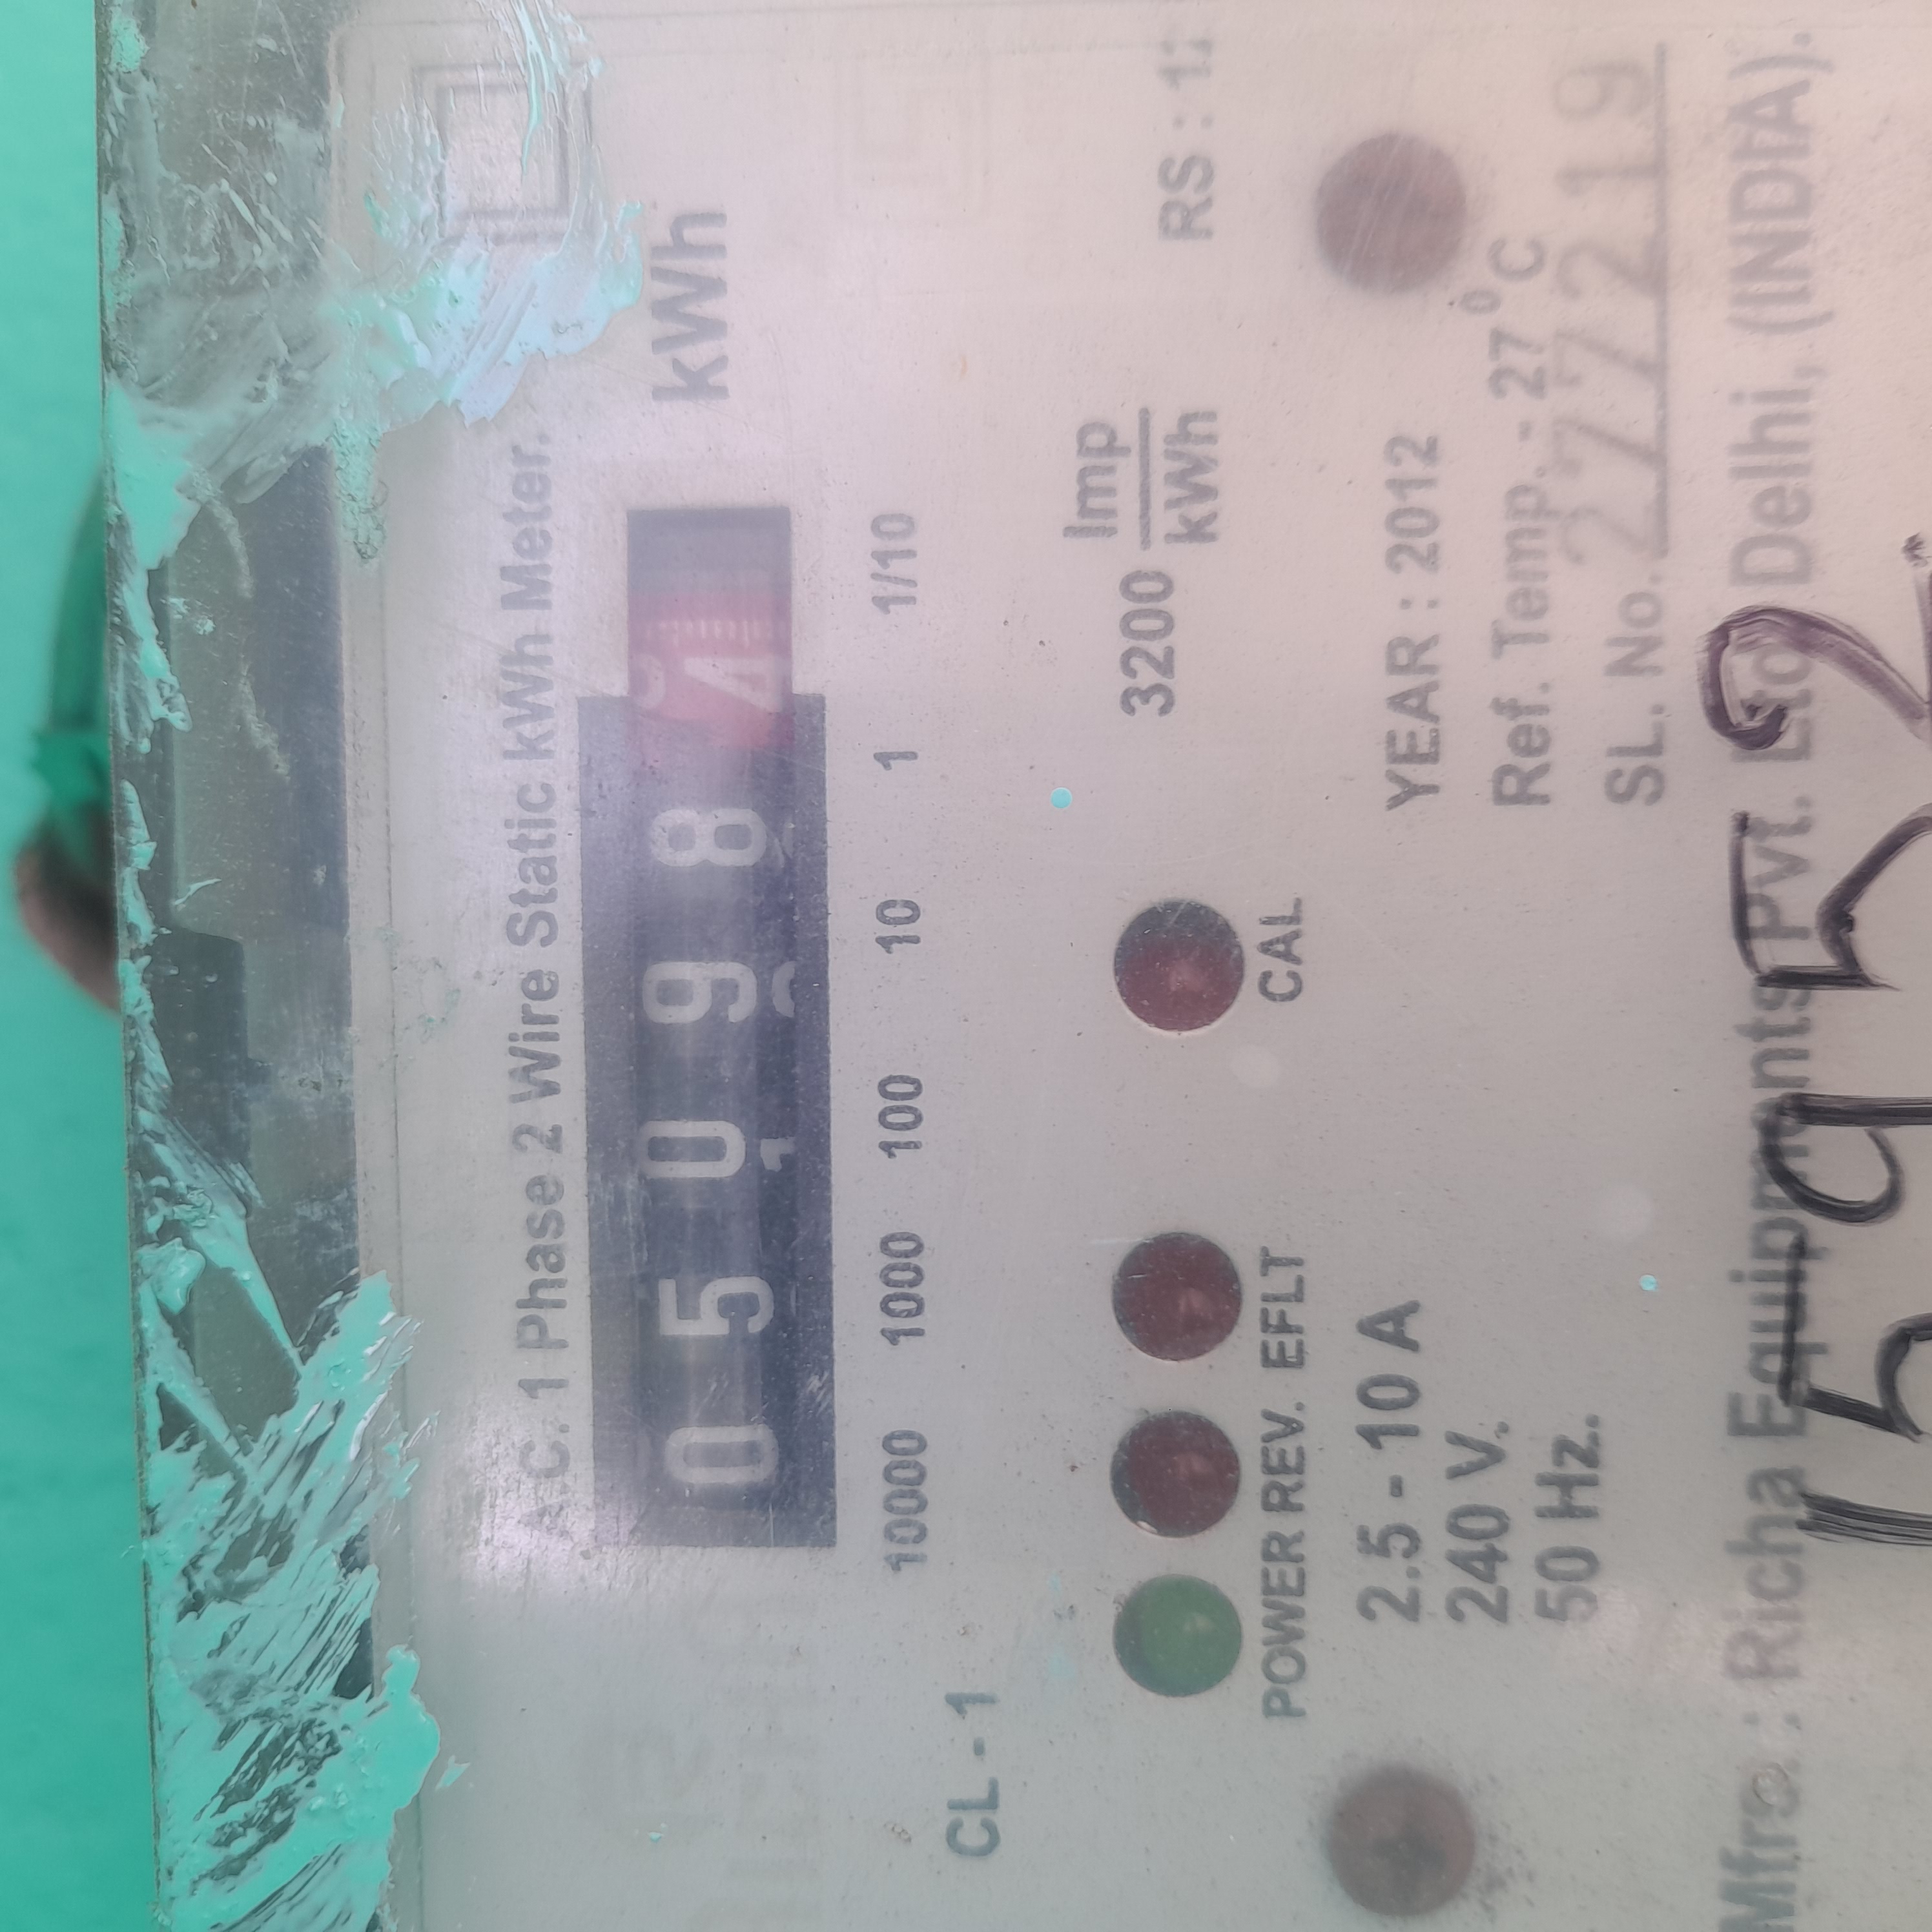 A.C. 1 Phase 2 Wire Static kWh Meter.
0 5 0 9 8 4 kWh
1
10000 1000 100 10 1 1/10
CL - 1
3200 Imp/kWh
RS : 12
POWER REV. EFLT CAL
2.5 - 10 A
240 V.
50 Hz.
YEAR : 2012
Ref. Temp. - 27°C
SL. No. 2777219
Mfrs : Richa Equipments Pvt. Ltd Delhi, (INDIA).
15952